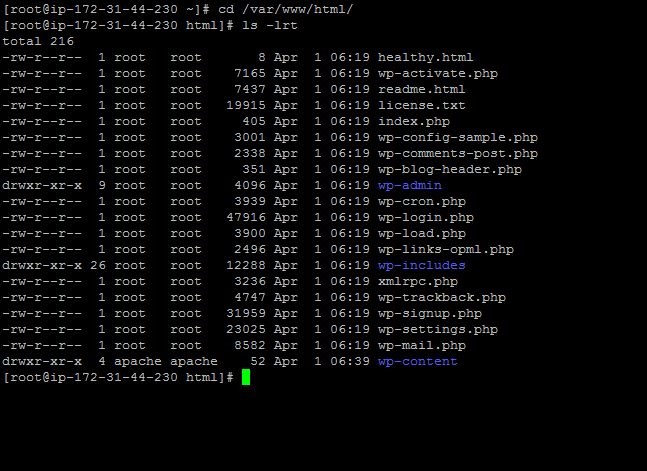 [root@ip-172-31-44-230 ~]# cd /var/www/html/
[root@ip-172-31-44-230 html]# ls -lrt
total 216
-rw-r--r--  1 root   root       8 Apr  1 06:19 healthy.html
-rw-r--r--  1 root   root    7165 Apr  1 06:19 wp-activate.php
-rw-r--r--  1 root   root    7437 Apr  1 06:19 readme.html
-rw-r--r--  1 root   root   19915 Apr  1 06:19 license.txt
-rw-r--r--  1 root   root     405 Apr  1 06:19 index.php
-rw-r--r--  1 root   root    3001 Apr  1 06:19 wp-config-sample.php
-rw-r--r--  1 root   root    2338 Apr  1 06:19 wp-comments-post.php
-rw-r--r--  1 root   root     351 Apr  1 06:19 wp-blog-header.php
drwxr-xr-x  9 root   root    4096 Apr  1 06:19 wp-admin
-rw-r--r--  1 root   root    3939 Apr  1 06:19 wp-cron.php
-rw-r--r--  1 root   root   47916 Apr  1 06:19 wp-login.php
-rw-r--r--  1 root   root    3900 Apr  1 06:19 wp-load.php
-rw-r--r--  1 root   root    2496 Apr  1 06:19 wp-links-opml.php
drwxr-xr-x 26 root   root   12288 Apr  1 06:19 wp-includes
-rw-r--r--  1 root   root    3236 Apr  1 06:19 xmlrpc.php
-rw-r--r--  1 root   root    4747 Apr  1 06:19 wp-trackback.php
-rw-r--r--  1 root   root   31959 Apr  1 06:19 wp-signup.php
-rw-r--r--  1 root   root   23025 Apr  1 06:19 wp-settings.php
-rw-r--r--  1 root   root    8582 Apr  1 06:19 wp-mail.php
drwxr-xr-x  4 apache apache    52 Apr  1 06:39 wp-content
[root@ip-172-31-44-230 html]#